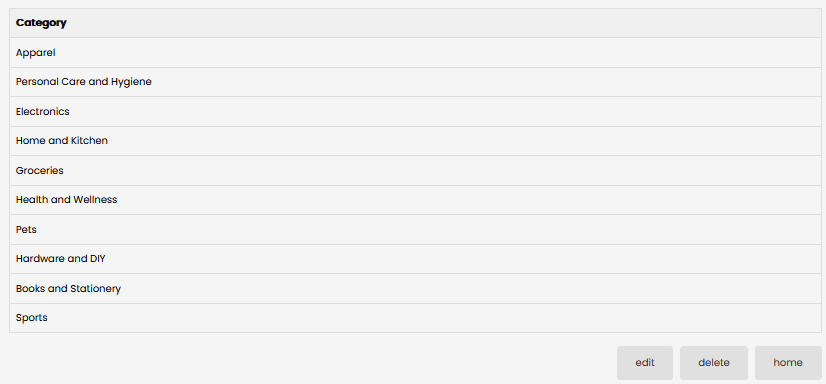 Category
Apparel
Personal Care and Hygiene
Electronics
Home and Kitchen
Groceries
Health and Wellness
Pets
Hardware and DIY
Books and Stationery
Sports
edit delete home